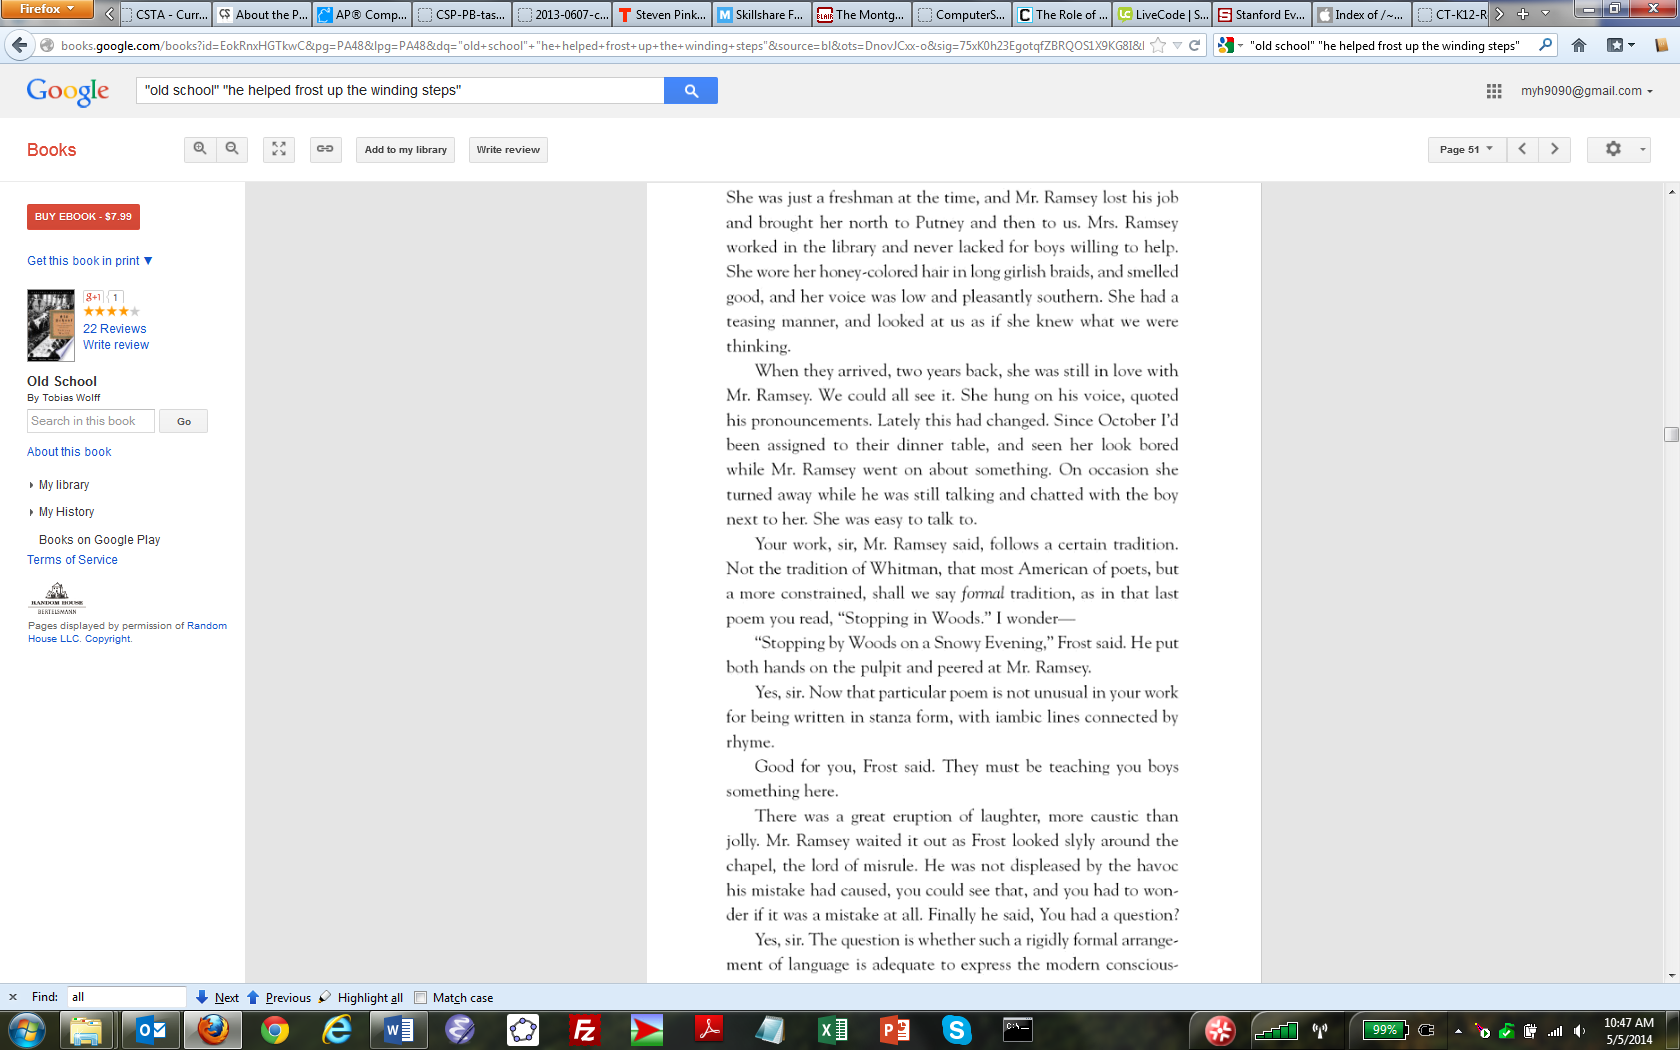 Firefox
CSTA - Curr...
About the P...
AP® Comp...
CSP-PB-tas...
2013-0607-c...
Steven Pink...
Skillshare F...
The Montg...
ComputerS...
The Role of ...
LiveCode | S...
Stanford Ev...
Index of /~...
CT-K12-R
books.google.com/books?id=EokRnxHGTkwC&pg=PA48&lpg=PA48&dq="old+school"+"he+helped+frost+up+the+winding+steps"&source=bl&ots=DnovJCxx-o&sig=75xK0h23EgotqfZBRQOS1X9KG8I&l
"old school" "he helped frost up the winding steps"
Google
"old school" "he helped frost up the winding steps"
myh9090@gmail.com
Books
Add to my library
Write review
Page 51
BUY EBOOK - $7.99
Get this book in print ▼
g+1 1
22 Reviews
Write review
Old School
By Tobias Wolff
Search in this book
Go
About this book
My library
My History
Books on Google Play
Terms of Service
RANDOM HOUSE
BERTELSMANN
Pages displayed by permission of Random
House LLC. Copyright.
She was just a freshman at the time, and Mr. Ramsey lost his job
and brought her north to Putney and then to us. Mrs. Ramsey
worked in the library and never lacked for boys willing to help.
She wore her honey-colored hair in long girlish braids, and smelled
good, and her voice was low and pleasantly southern. She had a
teasing manner, and looked at us as if she knew what we were
thinking.
When they arrived, two years back, she was still in love with
Mr. Ramsey. We could all see it. She hung on his voice, quoted
his pronouncements. Lately this had changed. Since October I'd
been assigned to their dinner table, and seen her look bored
while Mr. Ramsey went on about something. On occasion she
turned away while he was still talking and chatted with the boy
next to her. She was easy to talk to.
Your work, sir, Mr. Ramsey said, follows a certain tradition.
Not the tradition of Whitman, that most American of poets, but
a more constrained, shall we say formal tradition, as in that last
poem you read, “Stopping in Woods.” I wonder—
“Stopping by Woods on a Snowy Evening,” Frost said. He put
both hands on the pulpit and peered at Mr. Ramsey.
Yes, sir. Now that particular poem is not unusual in your work
for being written in stanza form, with iambic lines connected by
rhyme.
Good for you, Frost said. They must be teaching you boys
something here.
There was a great eruption of laughter, more caustic than
jolly. Mr. Ramsey waited it out as Frost looked slyly around the
chapel, the lord of misrule. He was not displeased by the havoc
his mistake had caused, you could see that, and you had to won-
der if it was a mistake at all. Finally he said, You had a question?
Yes, sir. The question is whether such a rigidly formal arrange-
ment of language is adequate to express the modern conscious-
× Find: all Next Previous Highlight all Match case
99%
10:47 AM
5/5/2014